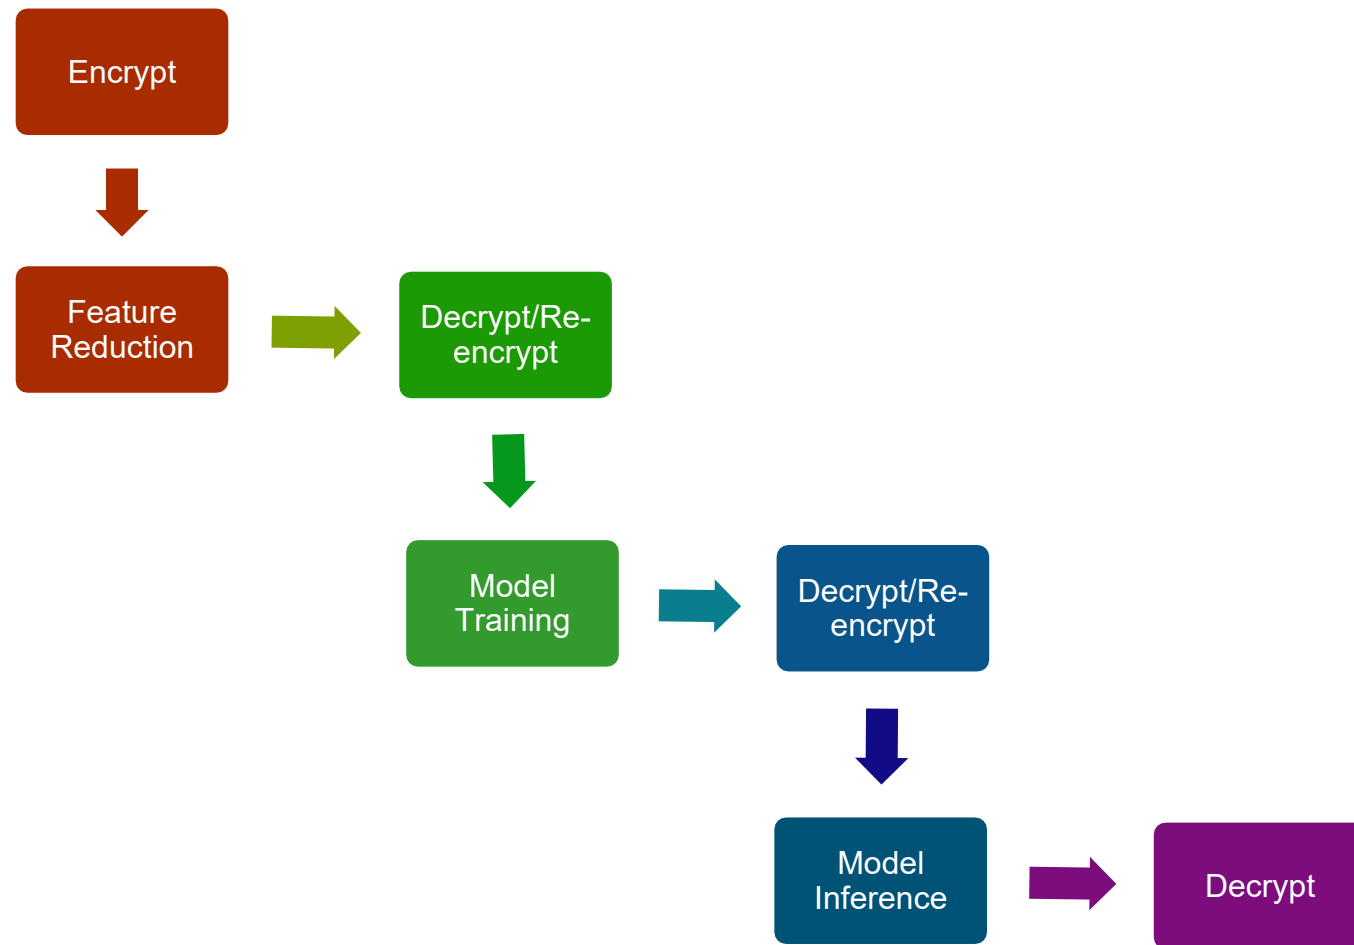 Encrypt
Feature
Reduction
Decrypt/Re-
encrypt
Model
Training
Decrypt/Re-
encrypt
Model
Inference
Decrypt